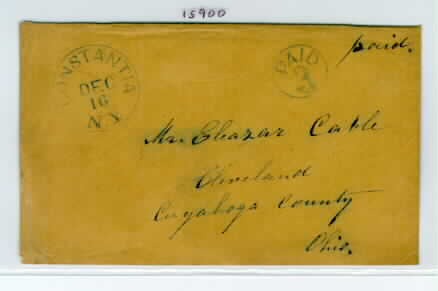 15900
CONSTANTIA
DEC
16
N.Y.
PAID
3
paid.
Mr. Eleazar Cable
Cleveland
Cuyahoga County
Ohio.